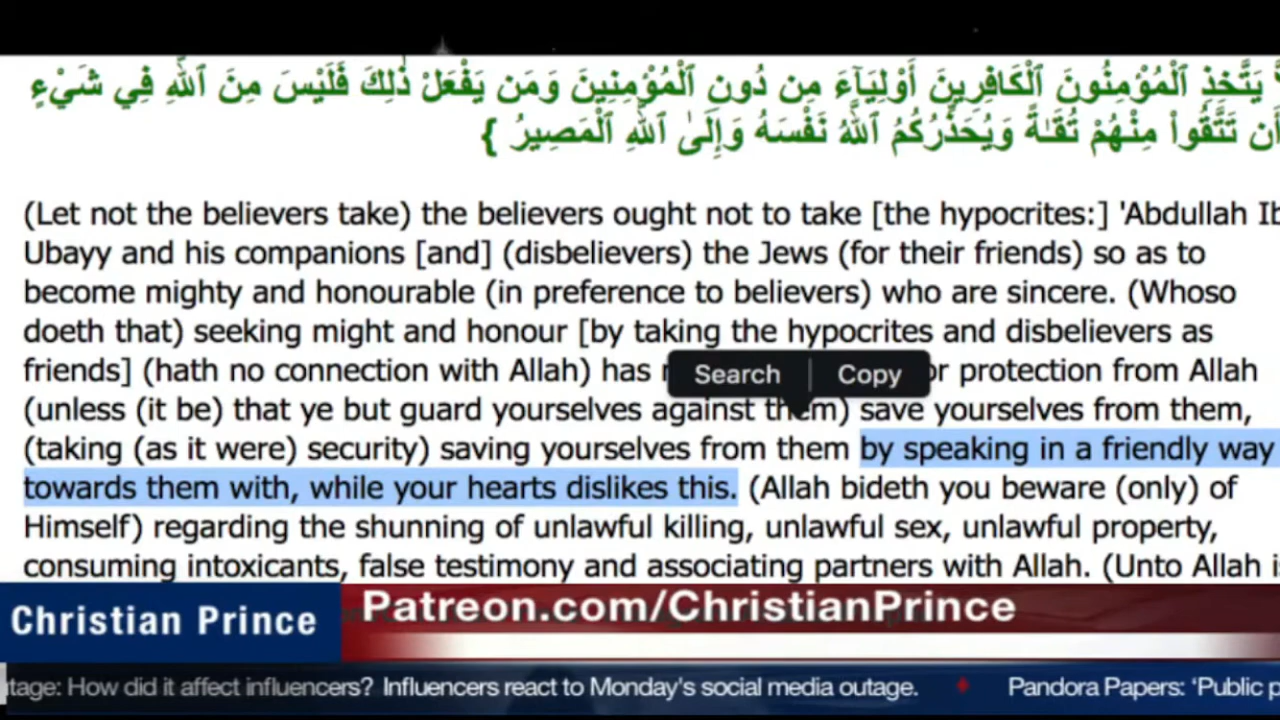 يَتَّخِذِ ٱلْمُؤْمِنُونَ ٱلْكَافِرِينَ أَوْلِيَآءَ مِن دُونِ ٱلْمُؤْمِنِينَ وَمَن يَفْعَلْ ذٰلِكَ فَلَيْسَ مِنَ ٱللَّهِ فِي شَيْءٍ
أَن تَتَّقُواْ مِنْهُمْ تُقَـٰةً وَيُحَذِّرُكُمُ ٱللَّهُ نَفْسَهُ وَإِلَىٰ ٱللَّهِ ٱلْمَصِيرُ }
(Let not the believers take) the believers ought not to take [the hypocrites:] 'Abdullah
Ubayy and his companions [and] (disbelievers) the Jews (for their friends) so as to
become mighty and honourable (in preference to believers) who are sincere. (Whoso
doeth that) seeking might and honour [by taking the hypocrites and disbelievers as
friends] (hath no connection with Allah) has
Search
Copy
protection from Allah
(unless (it be) that ye but guard yourselves against them) save yourselves from them,
(taking (as it were) security) saving yourselves from them by speaking in a friendly way
towards them with, while your hearts dislikes this. (Allah bideth you beware (only) of
Himself) regarding the shunning of unlawful killing, unlawful sex, unlawful property,
consuming intoxicants, false testimony and associating partners with Allah. (Unto Allah
Christian Prince
Patreon.com/ChristianPrince
How did it affect influencers? Influencers react to Monday's social media outage. ♦ Pandora Papers: 'Public